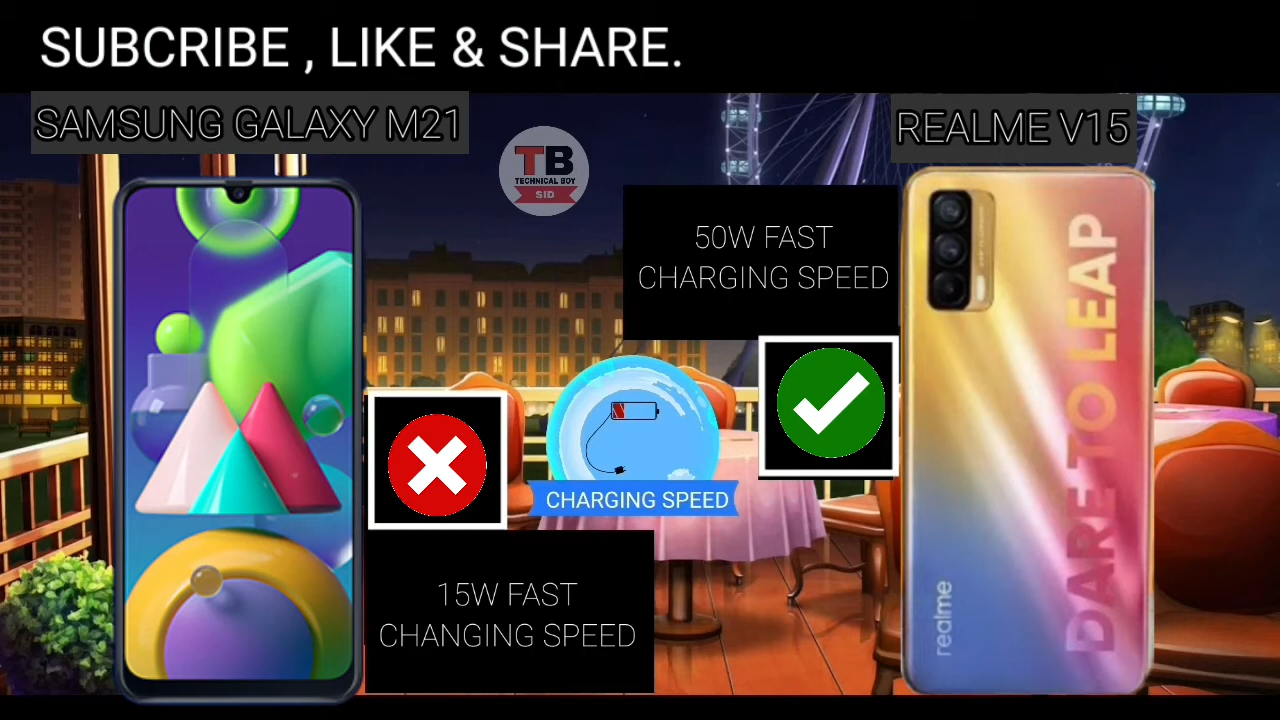 SUBCRIBE , LIKE & SHARE.
SAMSUNG GALAXY M21
REALME V15
TB
TECHNICAL BOY
SID
50W FAST
CHARGING SPEED
CHARGING SPEED
15W FAST
CHANGING SPEED
DARE TO LEAP
realme